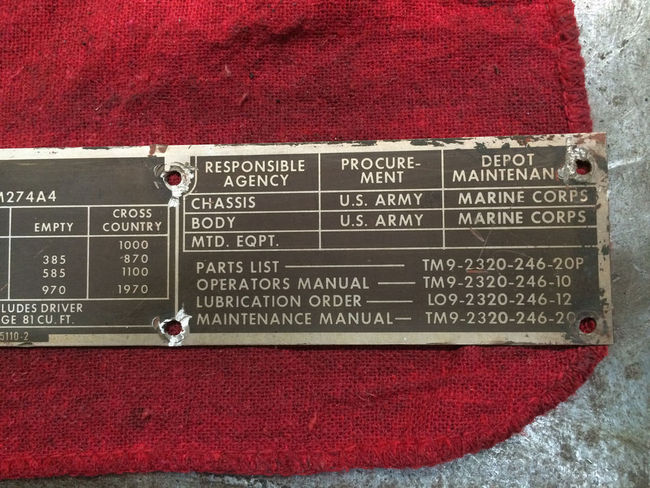 M274A4
EMPTY CROSS COUNTRY
1000
385 870
585 1100
970 1970
LUDES DRIVER
GE 81 CU. FT.
5110-2
RESPONSIBLE AGENCY PROCURE-MENT DEPOT MAINTENANC
CHASSIS U.S. ARMY MARINE CORPS
BODY U.S. ARMY MARINE CORPS
MTD. EQPT.
PARTS LIST TM9-2320-246-20P
OPERATORS MANUAL TM9-2320-246-10
LUBRICATION ORDER LO9-2320-246-12
MAINTENANCE MANUAL TM9-2320-246-20